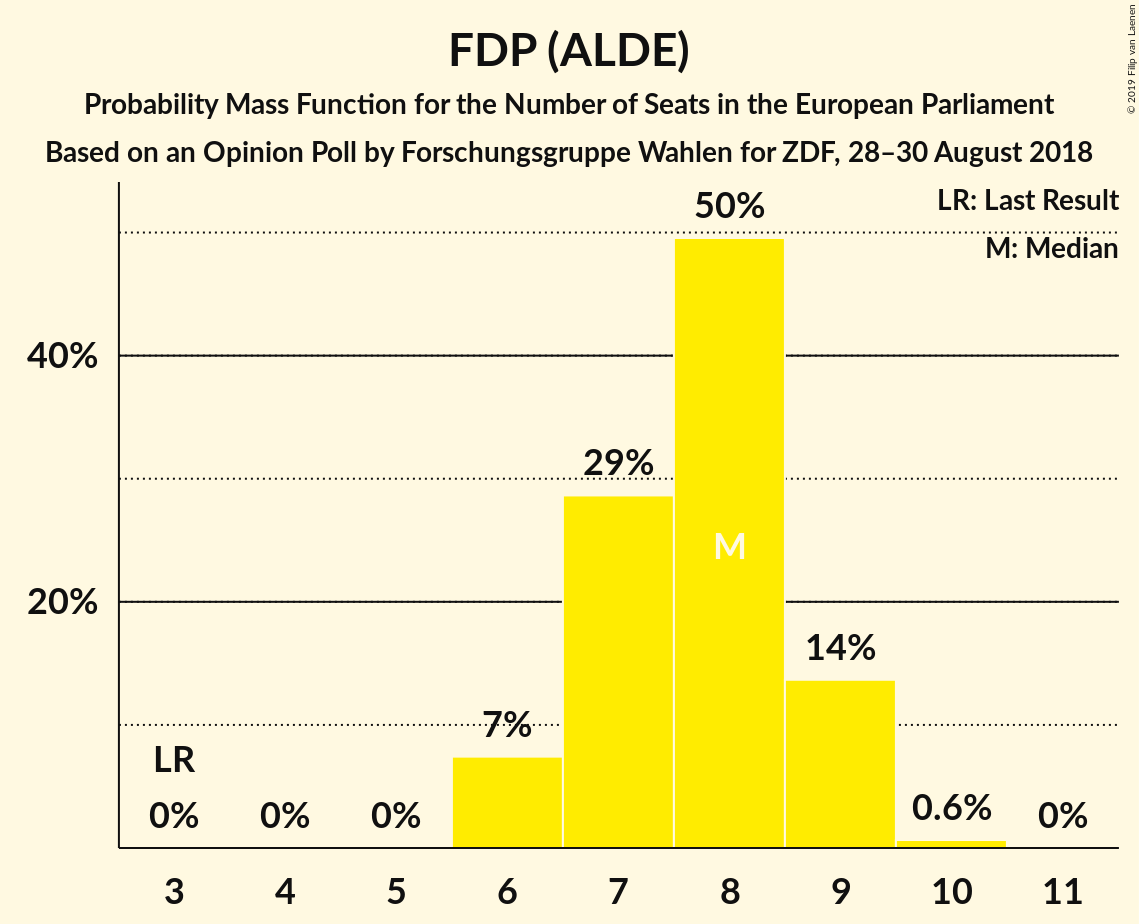 FDP (ALDE)
Probability Mass Function for the Number of Seats in the European Parliament
Based on an Opinion Poll by Forschungsgruppe Wahlen for ZDF, 28–30 August 2018
© 2019 Filip van Laenen
LR: Last Result
M: Median
50%
40%
29%
M
20%
14%
7%
LR
0% 0% 0% 0.6% 0%
3 4 5 6 7 8 9 10 11